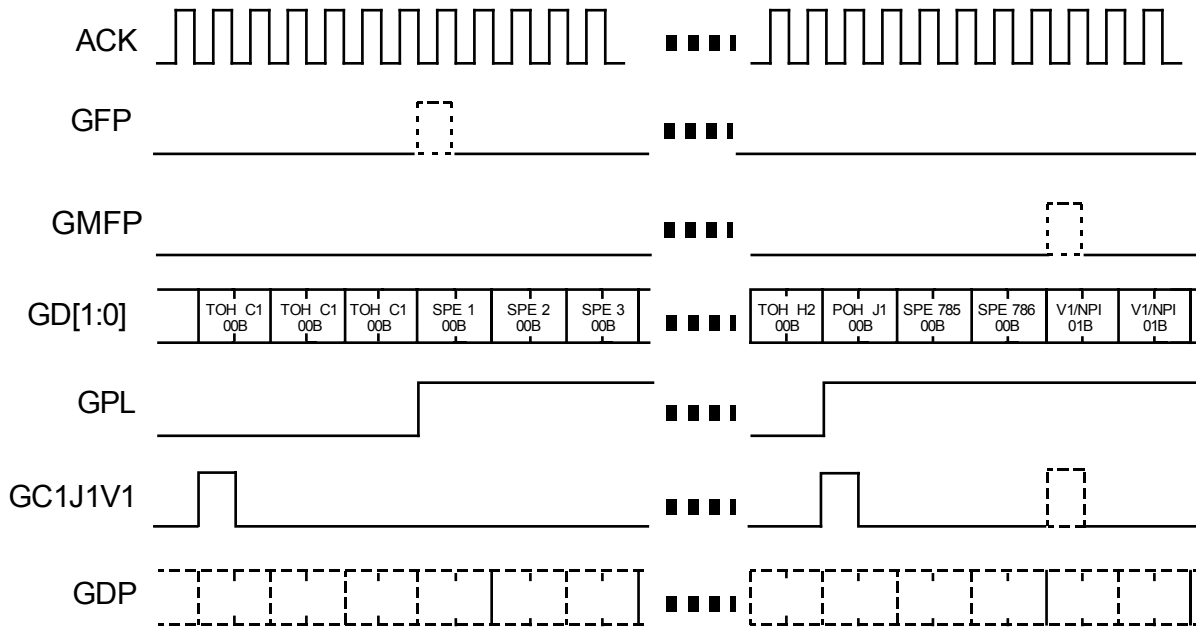 ACK
GFP
GMFP
GD[1:0]
TOH C1 TOH C1 TOH C1 SPE 1 SPE 2 SPE 3 TOH H2 POH J1 SPE 785 SPE 786 V1/NPI V1/NPI
00B 00B 00B 00B 00B 00B 00B 00B 00B 00B 01B 01B
GPL
GC1J1V1
GDP